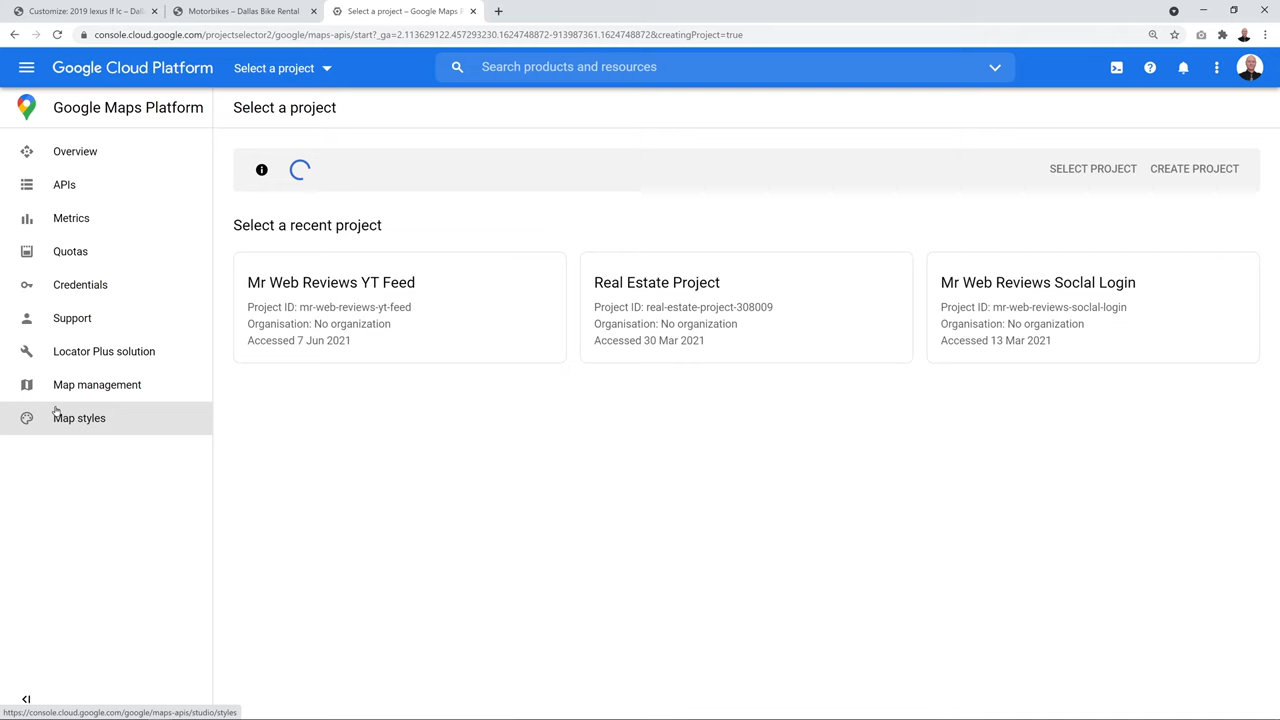 Customize: 2019 lexus lf lc – Dall
Motorbikes – Dallas Bike Rental
Select a project – Google Maps P
console.cloud.google.com/projectselector2/google/maps-apis/start?_ga=2.113629122.457293230.1624748872-913987361.1624748872&creatingProject=true
Google Cloud Platform
Select a project
Search products and resources
Google Maps Platform
Select a project
Overview
APIs
Metrics
Quotas
Credentials
Support
Locator Plus solution
Map management
Map styles
SELECT PROJECT
CREATE PROJECT
Select a recent project
Mr Web Reviews YT Feed
Project ID: mr-web-reviews-yt-feed
Organisation: No organization
Accessed 7 Jun 2021
Real Estate Project
Project ID: real-estate-project-308009
Organisation: No organization
Accessed 30 Mar 2021
Mr Web Reviews Soclal Login
Project ID: mr-web-reviews-soclal-login
Organisation: No organization
Accessed 13 Mar 2021
https://console.cloud.google.com/google/maps-apis/studio/styles